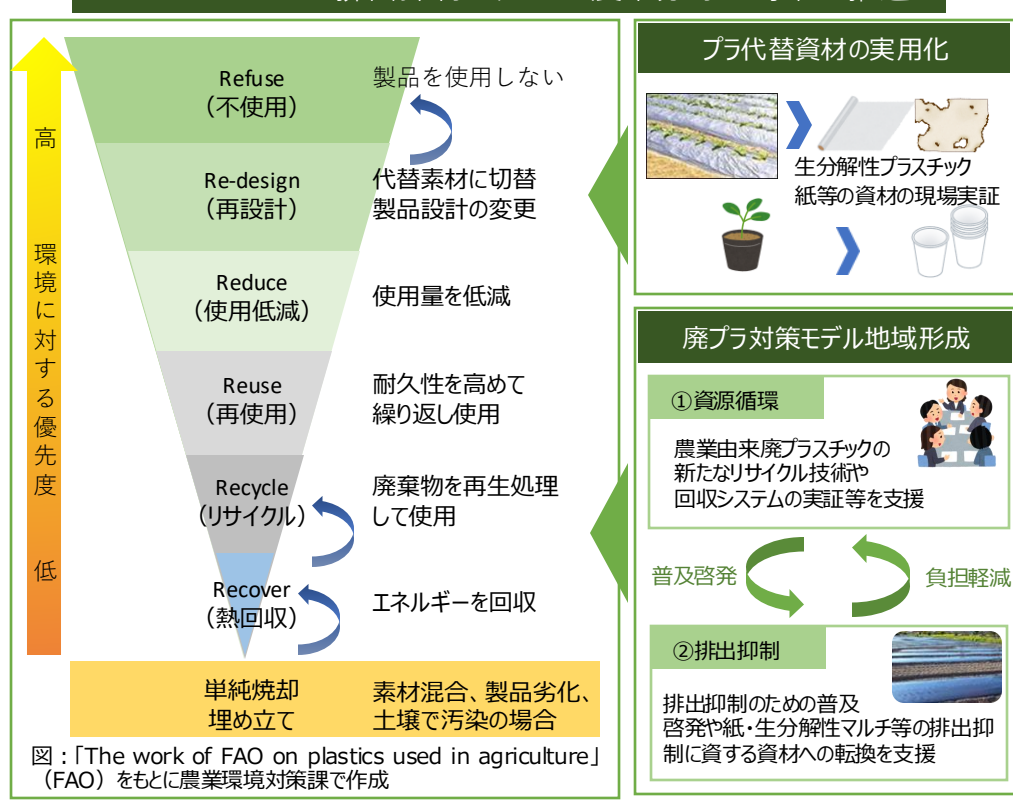 高
環境に対する優先度
低
Refuse
（不使用）
製品を使用しない
Re-design
（再設計）
代替素材に切替
製品設計の変更
Reduce
（使用低減）
使用量を低減
Reuse
（再使用）
耐久性を高めて
繰り返し使用
Recycle
（リサイクル）
廃棄物を再生処理
して使用
Recover
（熱回収）
エネルギーを回収
単純焼却
埋め立て
素材混合、製品劣化、
土壌で汚染の場合
図：「The work of FAO on plastics used in agriculture」
（FAO）をもとに農業環境対策課で作成
プラ代替資材の実用化
生分解性プラスチック
紙等の資材の現場実証
廃プラ対策モデル地域形成
①資源循環
農業由来廃プラスチックの
新たなリサイクル技術や
回収システムの実証等を支援
普及啓発
負担軽減
②排出抑制
排出抑制のための普及
啓発や紙・生分解性マルチ等の排出抑
制に資する資材への転換を支援